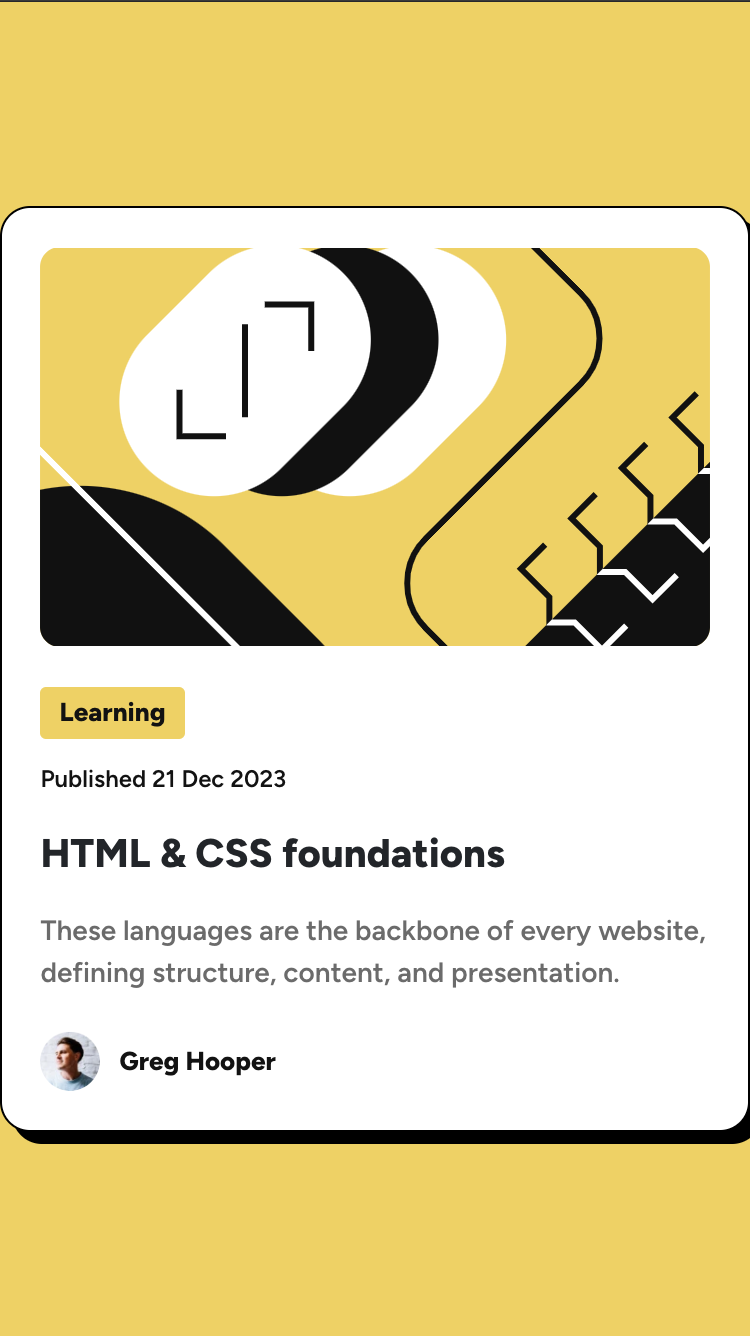 Learning
Published 21 Dec 2023
HTML & CSS foundations
These languages are the backbone of every website,
defining structure, content, and presentation.
Greg Hooper